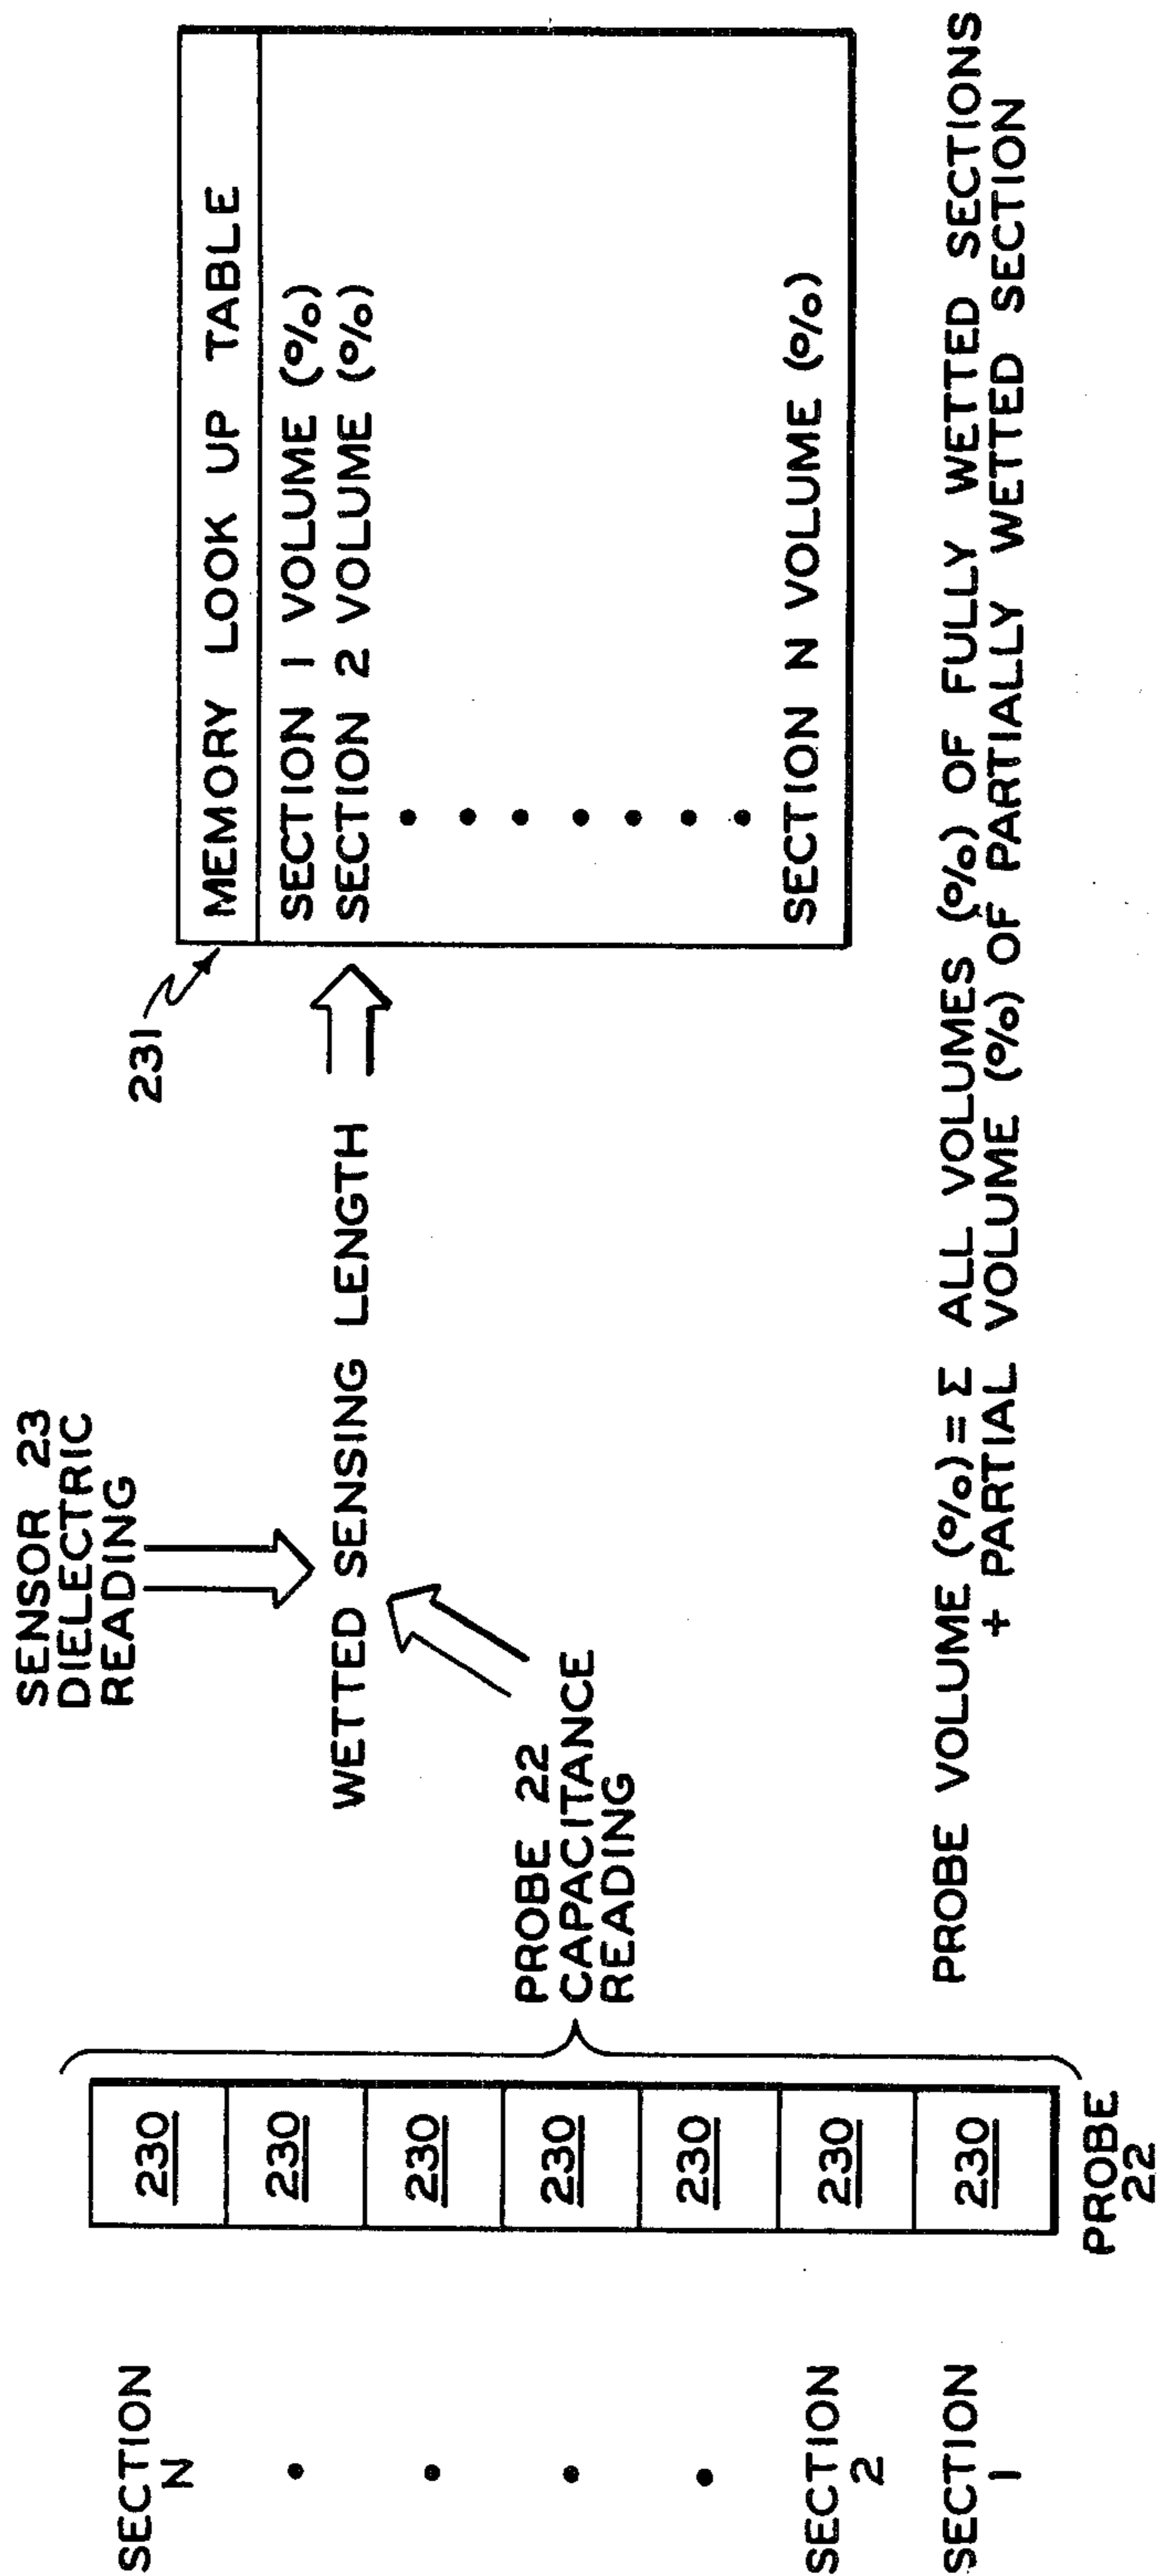 SECTION
N
SECTION
2
SECTION
1
230
230
230
230
230
230
230
PROBE
22
PROBE 22
CAPACITANCE
READING
SENSOR 23
DIELECTRIC
READING
WETTED SENSING LENGTH
231
MEMORY LOOK UP TABLE
SECTION 1 VOLUME (%)
SECTION 2 VOLUME (%)
SECTION N VOLUME (%)
PROBE VOLUME (%) = Σ ALL VOLUMES (%) OF FULLY WETTED SECTIONS
+ PARTIAL VOLUME (%) OF PARTIALLY WETTED SECTION